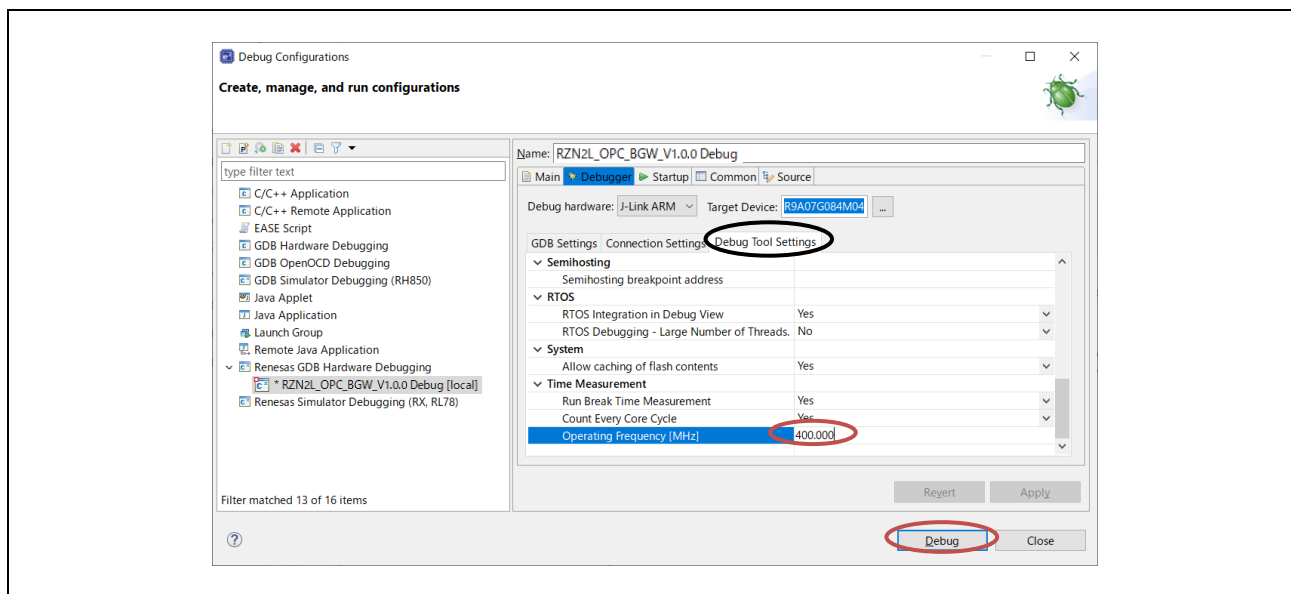 Debug Configurations
Create, manage, and run configurations
type filter text
C/C++ Application
C/C++ Remote Application
EASE Script
GDB Hardware Debugging
GDB OpenOCD Debugging
GDB Simulator Debugging (RH850)
Java Applet
Java Application
Launch Group
Remote Java Application
Renesas GDB Hardware Debugging
* RZN2L_OPC_BGW_V1.0.0 Debug [local]
Renesas Simulator Debugging (RX, RL78)
Filter matched 13 of 16 items
Name: RZN2L_OPC_BGW_V1.0.0 Debug
Main Debugger Startup Common Source
Debug hardware: J-Link ARM Target Device: R9A07G084M04 ...
GDB Settings Connection Settings Debug Tool Settings
Semihosting
Semihosting breakpoint address
RTOS
RTOS Integration in Debug View Yes
RTOS Debugging - Large Number of Threads. No
System
Allow caching of flash contents Yes
Time Measurement
Run Break Time Measurement Yes
Count Every Core Cycle Yes
Operating Frequency [MHz] 400.000
Revert Apply
Debug Close